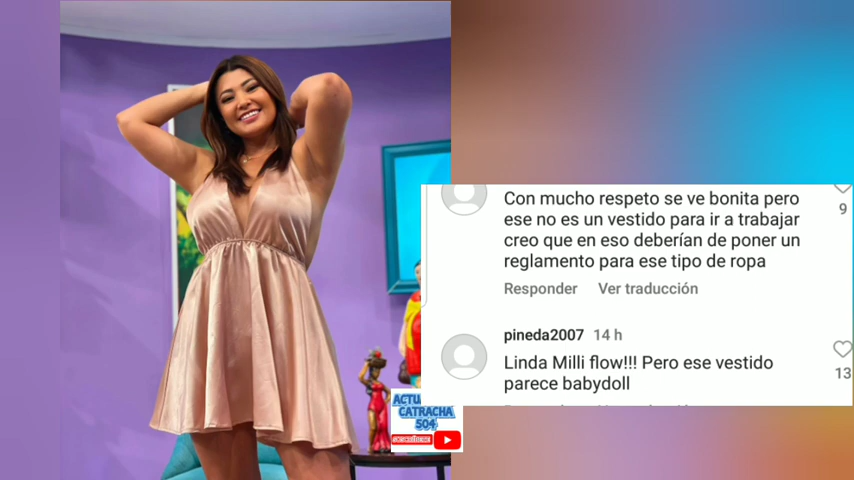 Con mucho respeto se ve bonita pero
ese no es un vestido para ir a trabajar
creo que en eso deberían de poner un
reglamento para ese tipo de ropa
9
Responder Ver traducción
pineda2007 14 h
Linda Milli flow!!! Pero ese vestido
parece babydoll
13
CATRACHA
504